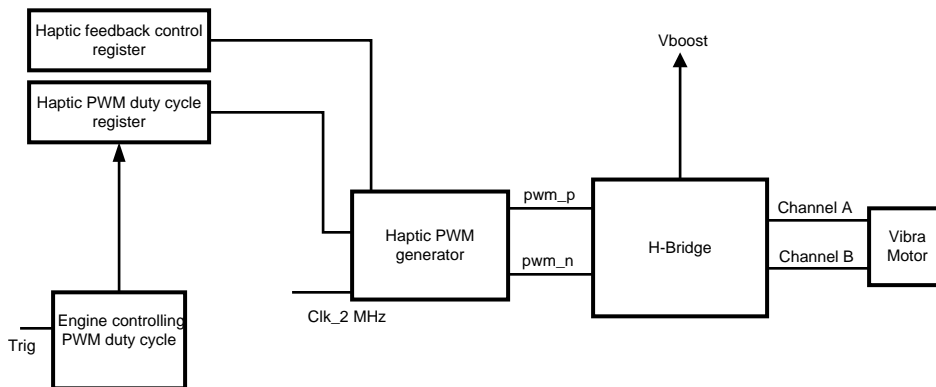 Haptic feedback control
register
Haptic PWM duty cycle
register
Vboost
pwm_p
pwm_n
Haptic PWM
generator
H-Bridge
Channel A
Channel B
Vibra
Motor
Clk_2 MHz
Engine controlling
PWM duty cycle
Trig